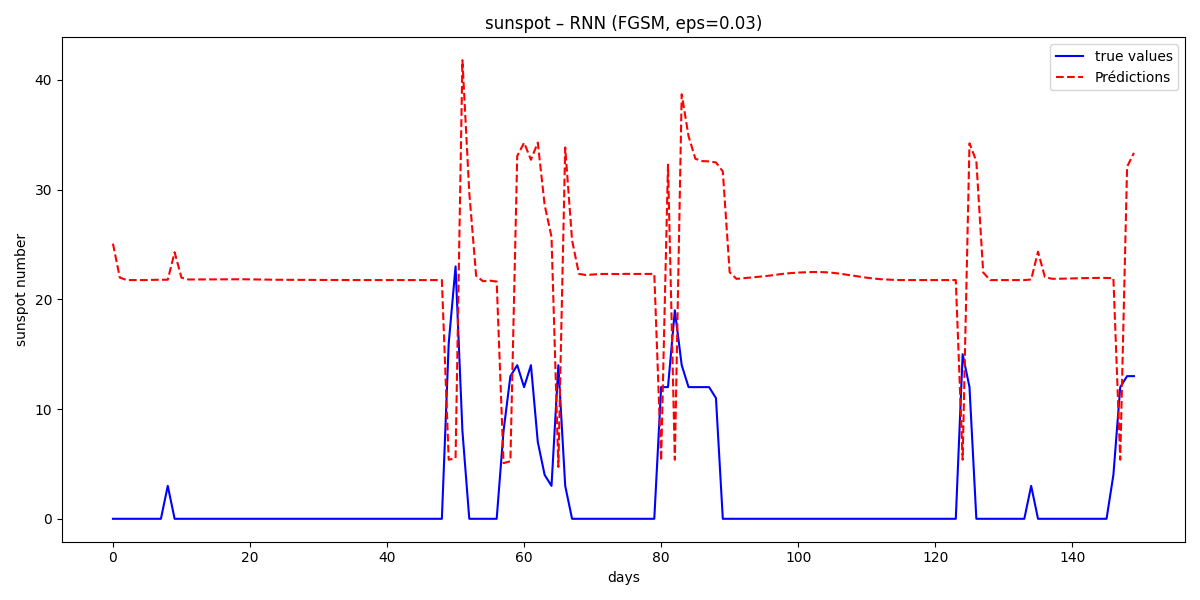 sunspot – RNN (FGSM, eps=0.03)
true values
Prédictions
sunspot number
40
30
20
10
0
0 20 40 60 80 100 120 140
days